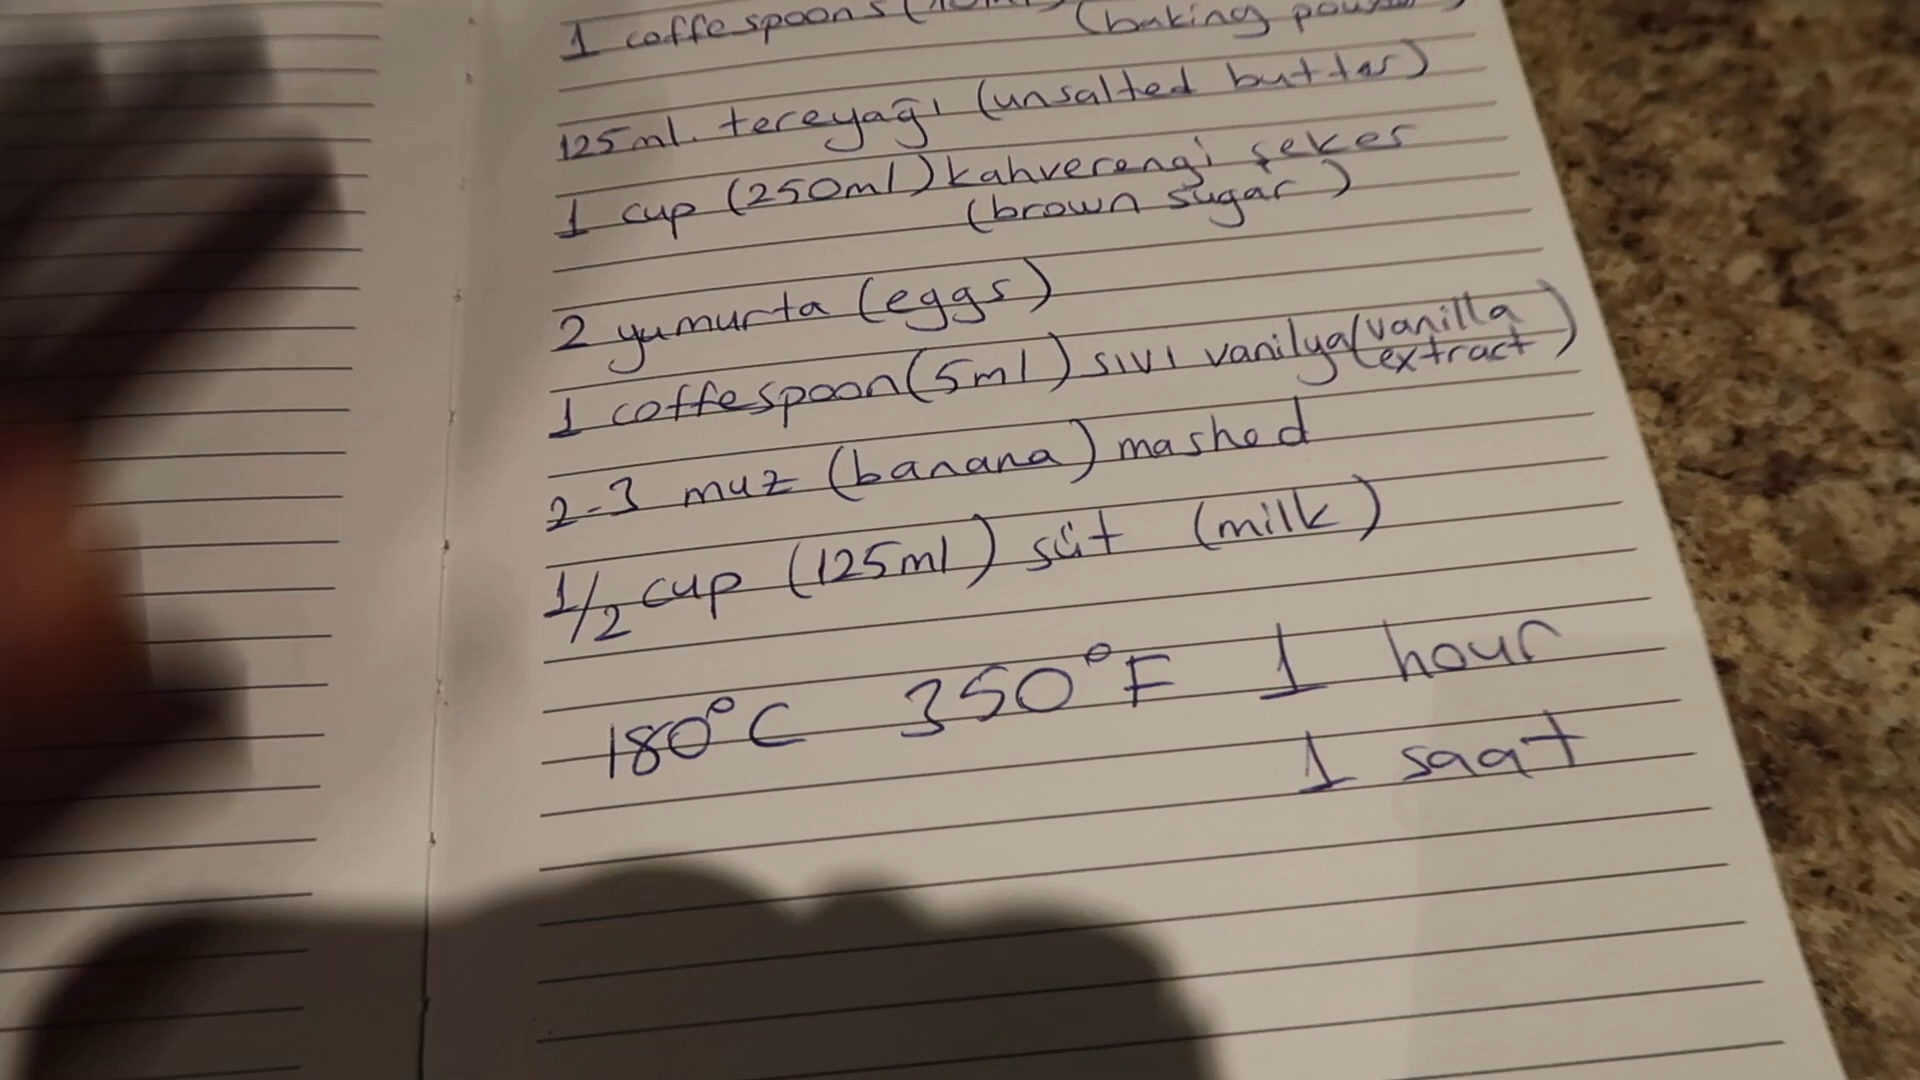 1 coffespoons (10ml)
(baking powder)
125ml. tereyağı (unsalted butter)
1 cup (250ml) kahverengi şeker
(brown sugar)
2 yumurta (eggs)
1 coffespoon (5ml) sıvı vanilya (vanilla
extract)
2-3 muz (banana) mashed
1/2 cup (125ml) süt (milk)
180°C 350°F 1 hour
1 saat